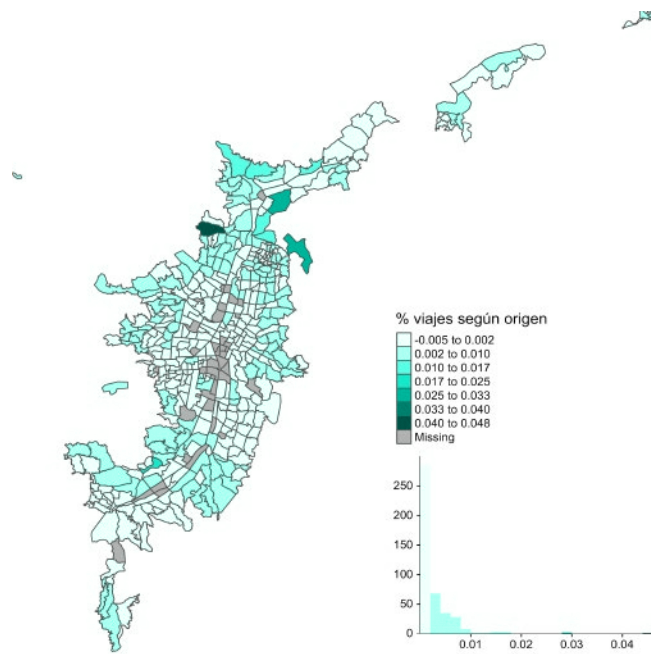 % viajes según origen
-0.005 to 0.002
0.002 to 0.010
0.010 to 0.017
0.017 to 0.025
0.025 to 0.033
0.033 to 0.040
0.040 to 0.048
Missing
250
200
150
100
50
0
0.01 0.02 0.03 0.04